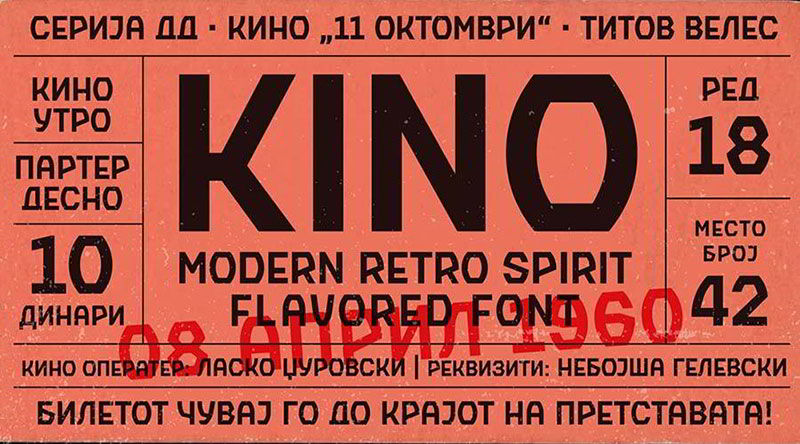 СЕРИЈА ДД · КИНО „11 ОКТОМВРИ“ · ТИТОВ ВЕЛЕС
КИНО
УТРО
ПАРТЕР
ДЕСНО
10
ДИНАРИ
KINO
MODERN RETRO SPIRIT
FLAVORED FONT
08 АПРИЛ 1960
РЕД
18
МЕСТО
БРОЈ
42
КИНО ОПЕРАТЕР: ЛАСКО ЏУРОВСКИ | РЕКВИЗИТИ: НЕБОЈША ГЕЛЕВСКИ
БИЛЕТОТ ЧУВАЈ ГО ДО КРАЈОТ НА ПРЕТСТАВАТА!